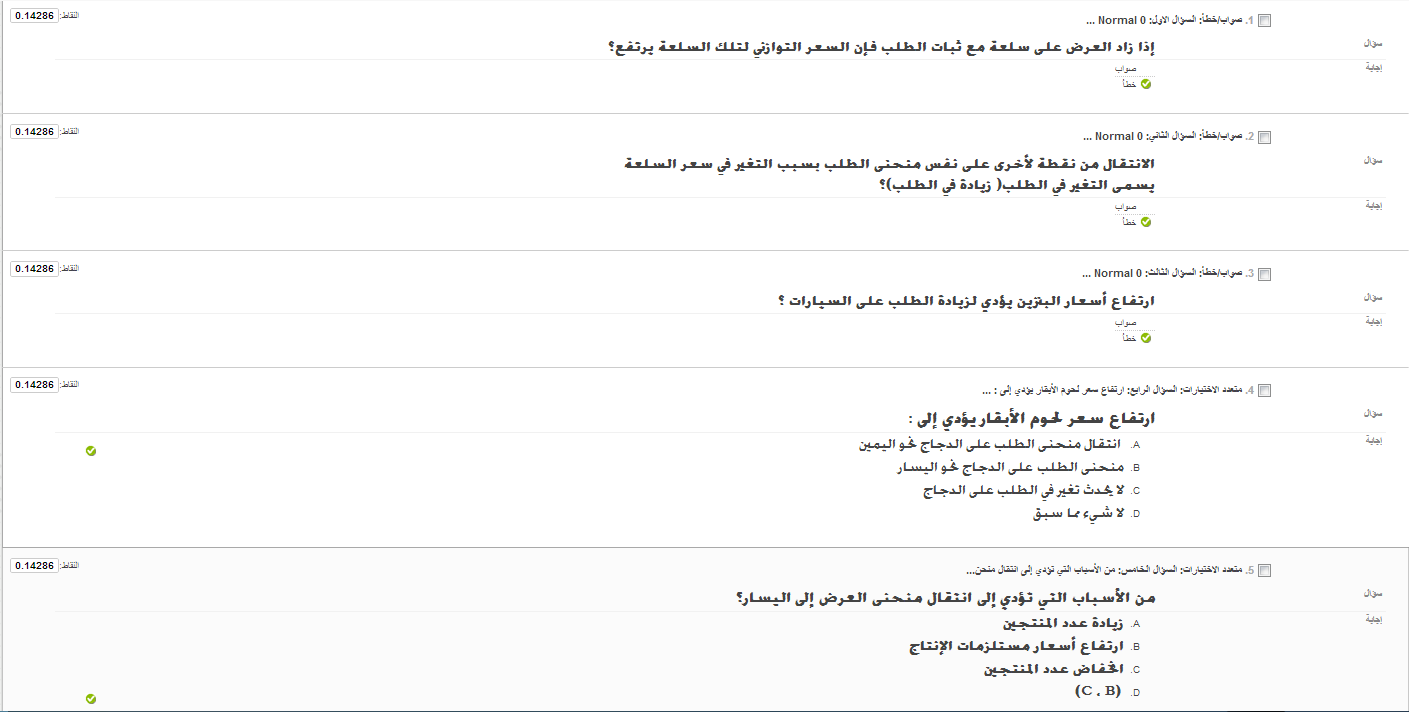 1. صواب/خطأ: السؤال الاول: Normal 0 ...
النقاط: 0.14286
سؤال
إذا زاد العرض على سلعة مع ثبات الطلب فإن السعر التوازني لتلك السلعة يرتفع؟
إجابة
صواب
خطأ
2. صواب/خطأ: السؤال الثاني: Normal 0 ...
النقاط: 0.14286
سؤال
الانتقال من نقطة لأخرى على نفس منحنى الطلب بسبب التغير في سعر السلعة
يسمى التغير في الطلب( زيادة في الطلب)؟
إجابة
صواب
خطأ
3. صواب/خطأ: السؤال الثالث: Normal 0 ...
النقاط: 0.14286
سؤال
ارتفاع أسعار البنزين يؤدي لزيادة الطلب على السيارات ؟
إجابة
صواب
خطأ
4. متعدد الاختيارات: السؤال الرابع: ارتفاع سعر لحوم الأبقار يؤدي إلى : ...
النقاط: 0.14286
سؤال
ارتفاع سعر لحوم الأبقار يؤدي إلى :
إجابة
A. انتقال منحنى الطلب على الدجاج نحو اليمين
B. منحنى الطلب على الدجاج نحو اليسار
C. لا يحدث تغير في الطلب على الدجاج
D. لا شيء مما سبق
5. متعدد الاختيارات: السؤال الخامس: من الأسباب التي تؤدي إلى انتقال منحن...
النقاط: 0.14286
سؤال
من الأسباب التي تؤدي إلى انتقال منحنى العرض إلى اليسار؟
إجابة
A. زيادة عدد المنتجين
B. ارتفاع أسعار مستلزمات الإنتاج
C. انخفاض عدد المنتجين
D. (C ، B)